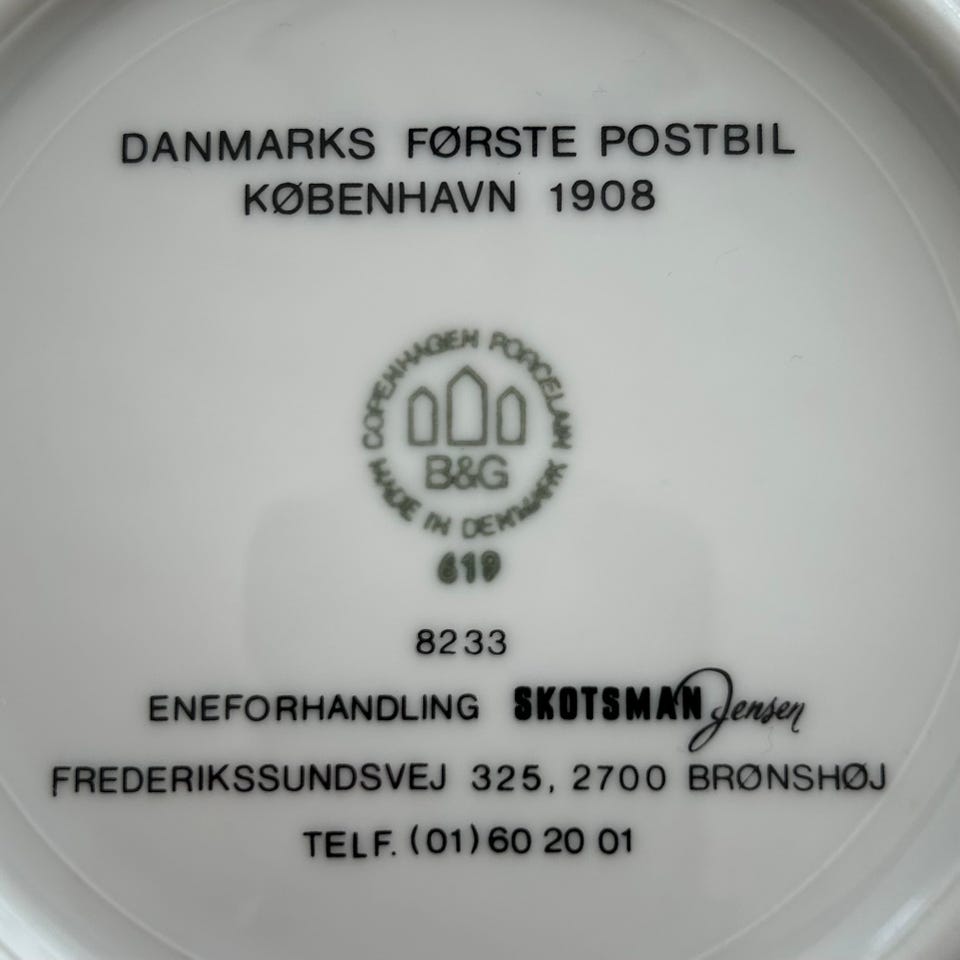 DANMARKS FØRSTE POSTBIL
KØBENHAVN 1908
COPENHAGEN PORCELAIN
B&G
MADE IN DENMARK
619
8233
ENEFORHANDLING SKOTSMAN Jensen
FREDERIKSSUNDSVEJ 325, 2700 BRØNSHØJ
TELF. (01) 60 20 01